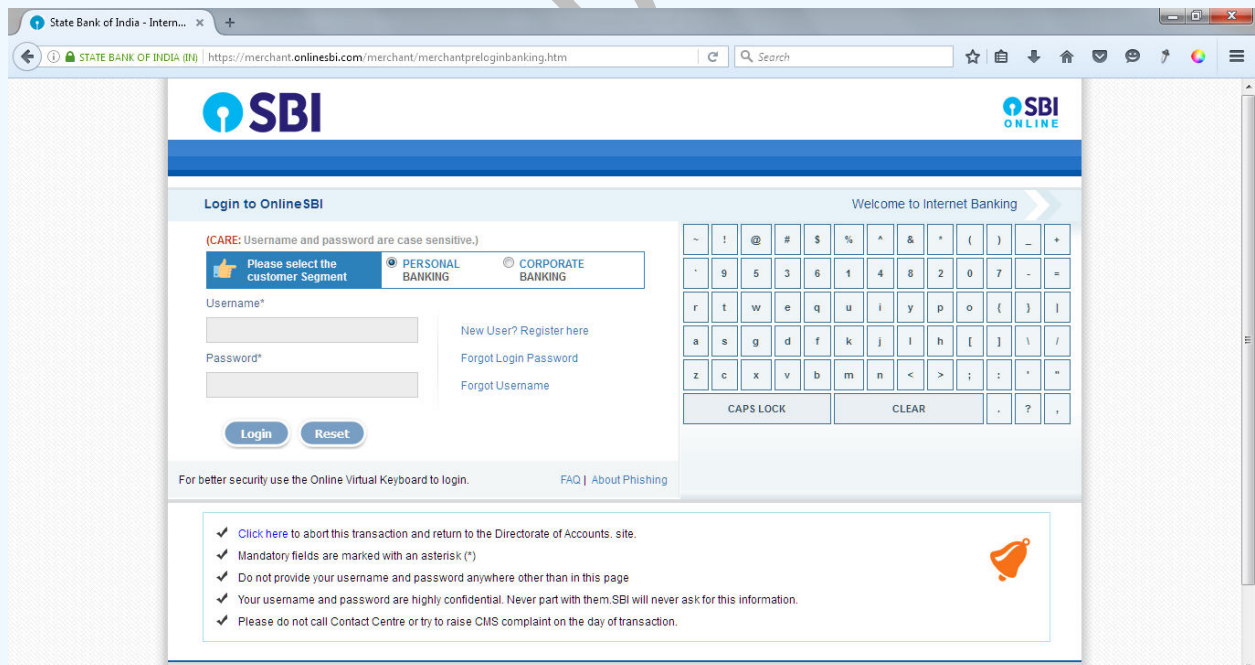 State Bank of India - Intern... × +
STATE BANK OF INDIA (IN) https://merchant.onlinesbi.com/merchant/merchantpreloginbanking.htm Search
SBI
SBI
ONLINE
Login to OnlineSBI
Welcome to Internet Banking
(CARE: Username and password are case sensitive.)
Please select the
customer Segment
PERSONAL
BANKING
CORPORATE
BANKING
Username*
New User? Register here
Password*
Forgot Login Password
Forgot Username
Login Reset
~ ! @ # $ % ^ & * ( ) _ +
` 9 5 3 6 1 4 8 2 0 7 - =
r t w e q u i y p o { } |
a s g d f k j l h [ ] \ /
z c x v b m n < > ; : ' "
CAPS LOCK CLEAR . ? ,
For better security use the Online Virtual Keyboard to login.
FAQ | About Phishing
Click here to abort this transaction and return to the Directorate of Accounts. site.
Mandatory fields are marked with an asterisk (*)
Do not provide your username and password anywhere other than in this page
Your username and password are highly confidential. Never part with them.SBI will never ask for this information.
Please do not call Contact Centre or try to raise CMS complaint on the day of transaction.